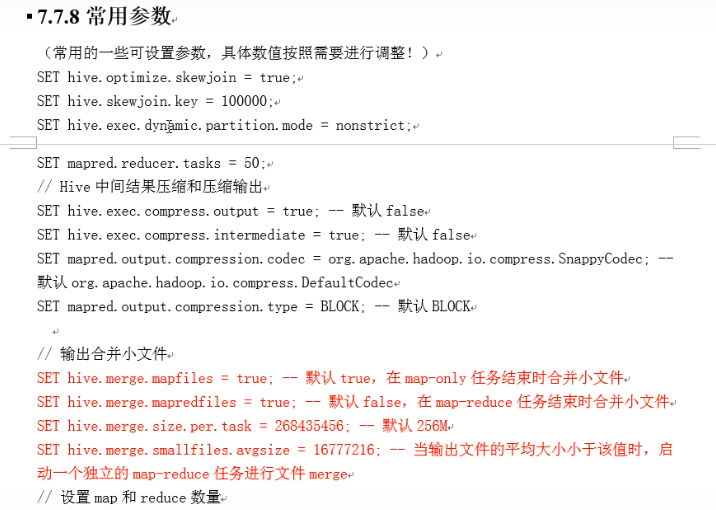 ▪7.7.8 常用参数
（常用的一些可设置参数，具体数值按照需要进行调整！）
SET hive.optimize.skewjoin = true;
SET hive.skewjoin.key = 100000;
SET hive.exec.dynamic.partition.mode = nonstrict;
SET mapred.reducer.tasks = 50;
// Hive 中间结果压缩和压缩输出
SET hive.exec.compress.output = true; -- 默认 false
SET hive.exec.compress.intermediate = true; -- 默认 false
SET mapred.output.compression.codec = org.apache.hadoop.io.compress.SnappyCodec; --
默认 org.apache.hadoop.io.compress.DefaultCodec
SET mapred.output.compression.type = BLOCK; -- 默认 BLOCK
// 输出合并小文件
SET hive.merge.mapfiles = true; -- 默认 true，在 map-only 任务结束时合并小文件
SET hive.merge.mapredfiles = true; -- 默认 false，在 map-reduce 任务结束时合并小文件
SET hive.merge.size.per.task = 268435456; -- 默认 256M
SET hive.merge.smallfiles.avgsize = 16777216; -- 当输出文件的平均大小小于该值时，启
动一个独立的 map-reduce 任务进行文件 merge
// 设置 map 和 reduce 数量